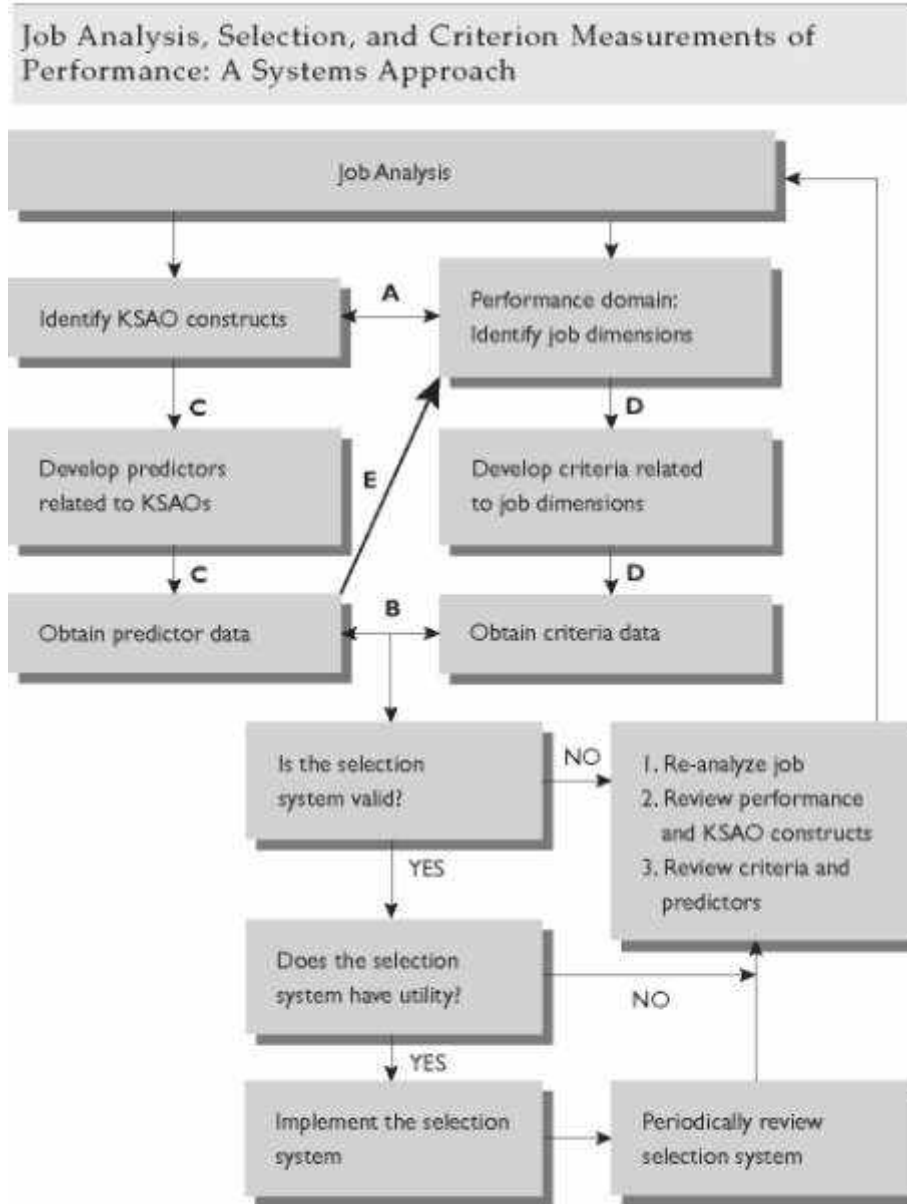 Job Analysis, Selection, and Criterion Measurements of
Performance: A Systems Approach
Job Analysis
Identify KSAO constructs
A
Performance domain:
Identify job dimensions
C
D
Develop predictors
related to KSAOs
E
Develop criteria related
to job dimensions
C
D
Obtain predictor data
B
Obtain criteria data
Is the selection
system valid?
NO
1. Re-analyze job
2. Review performance
and KSAO constructs
3. Review criteria and
predictors
YES
Does the selection
system have utility?
NO
YES
Implement the selection
system
Periodically review
selection system